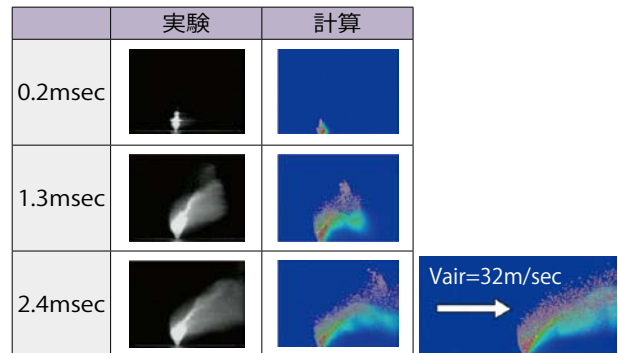 実験
計算
0.2msec
1.3msec
2.4msec
Vair=32m/sec